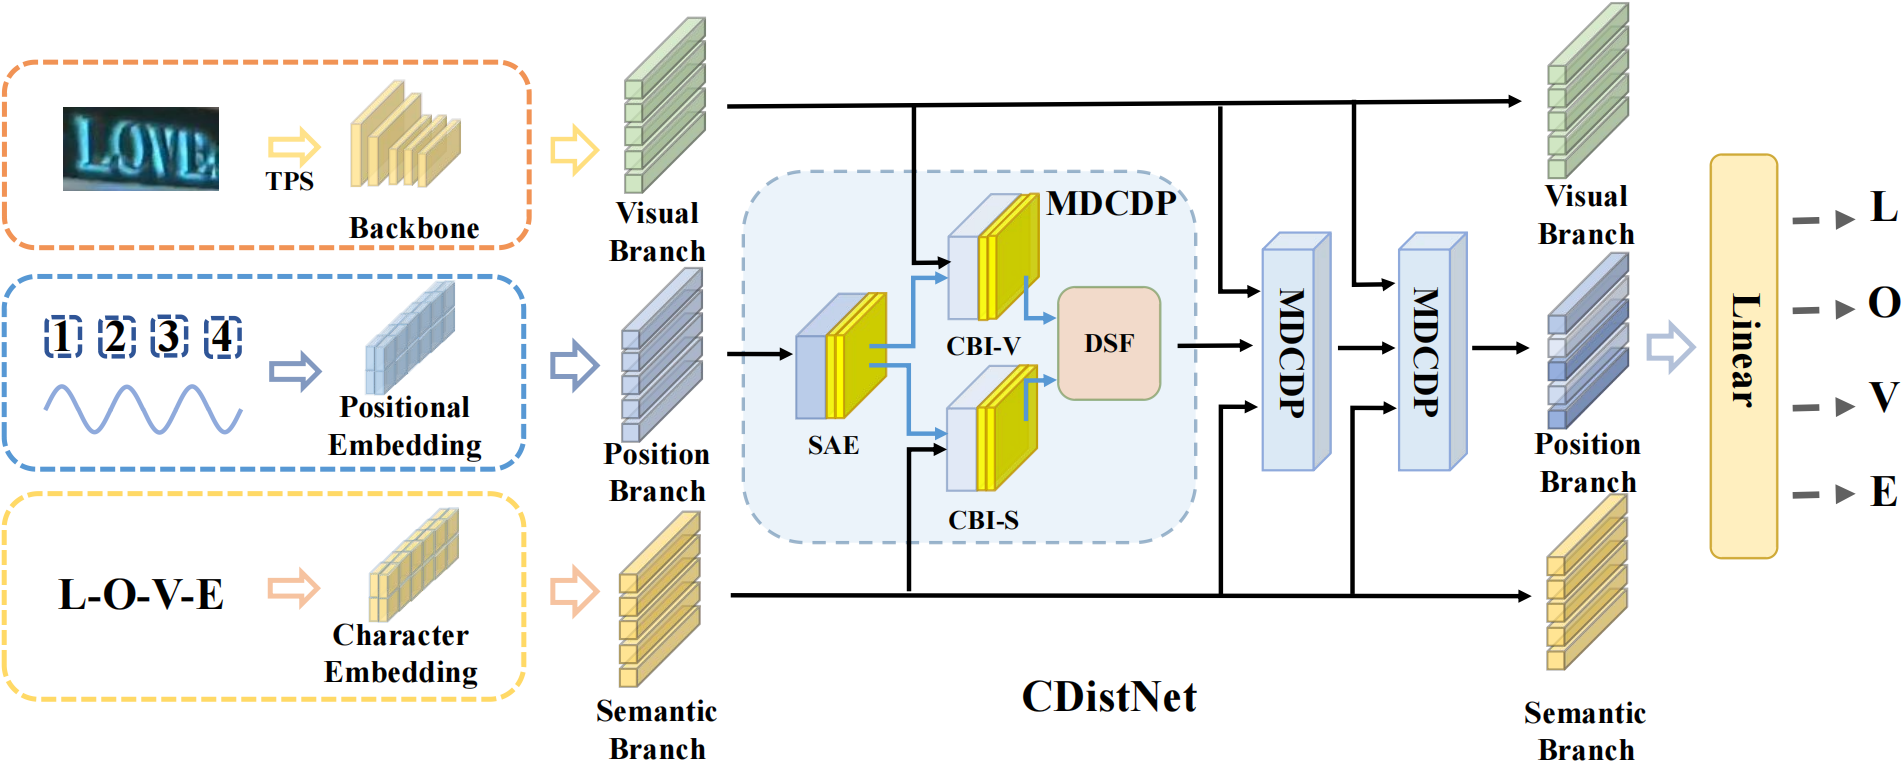 LOVE
TPS
Backbone
1 2 3 4
Positional
Embedding
L-O-V-E
Character
Embedding
Visual
Branch
Position
Branch
Semantic
Branch
MDCDP
SAE
CBI-V
CBI-S
DSF
MDCDP
MDCDP
CDistNet
Visual
Branch
Position
Branch
Semantic
Branch
Linear
L
O
V
E